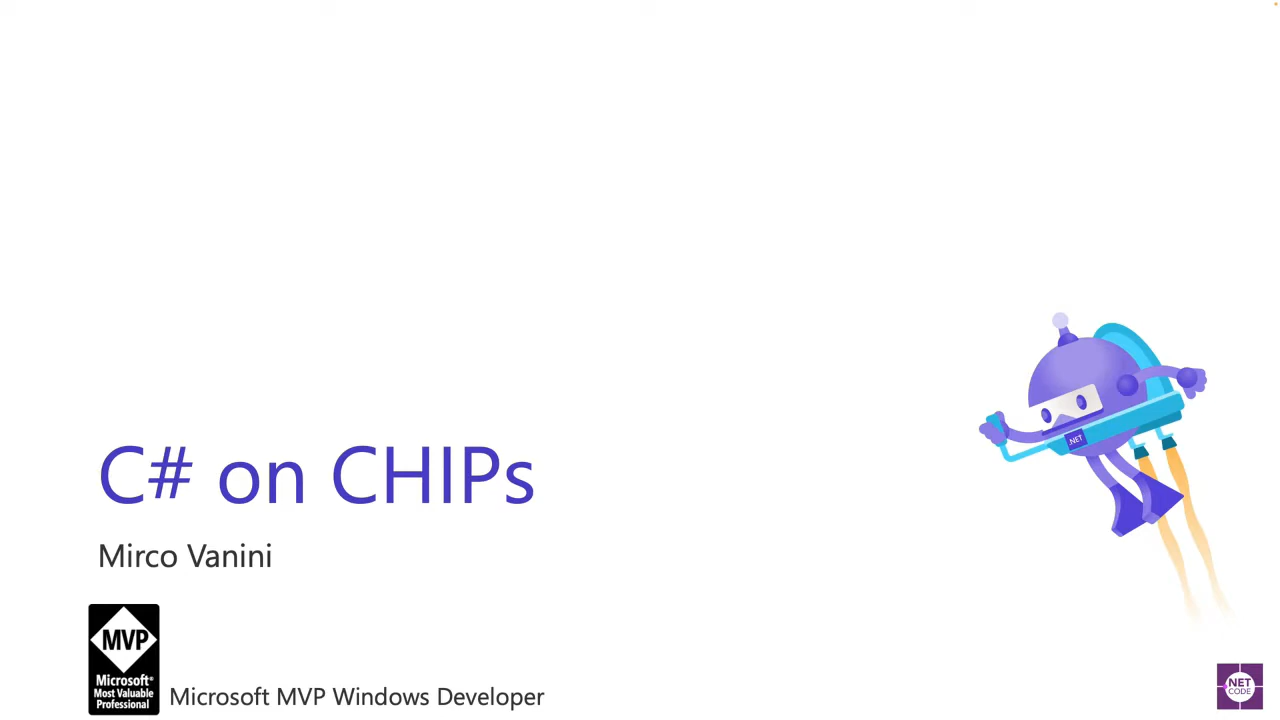 C# on CHIPs
Mirco Vanini
MVP
Microsoft®
Most Valuable
Professional
Microsoft MVP Windows Developer
.NET
NET
CODE